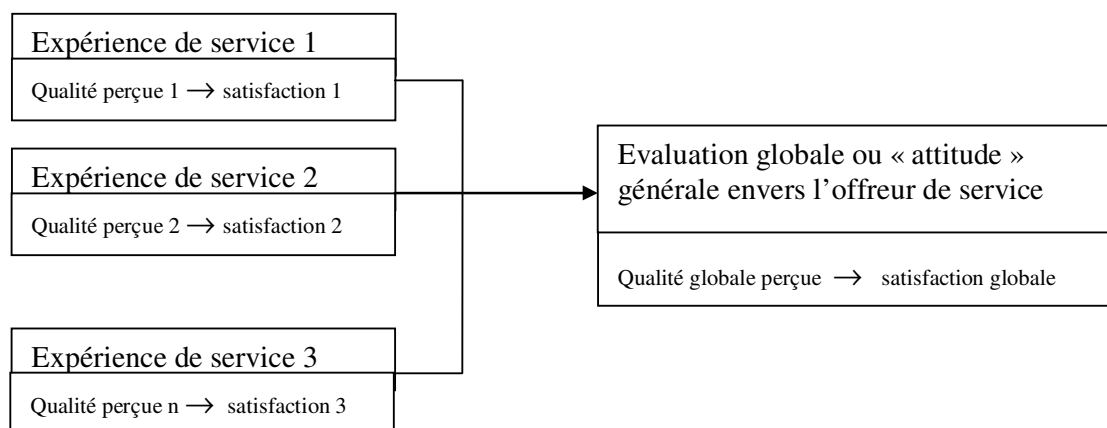 Expérience de service 1
Qualité perçue 1 → satisfaction 1
Expérience de service 2
Qualité perçue 2 → satisfaction 2
Expérience de service 3
Qualité perçue n → satisfaction 3
Evaluation globale ou « attitude »
générale envers l’offreur de service
Qualité globale perçue → satisfaction globale